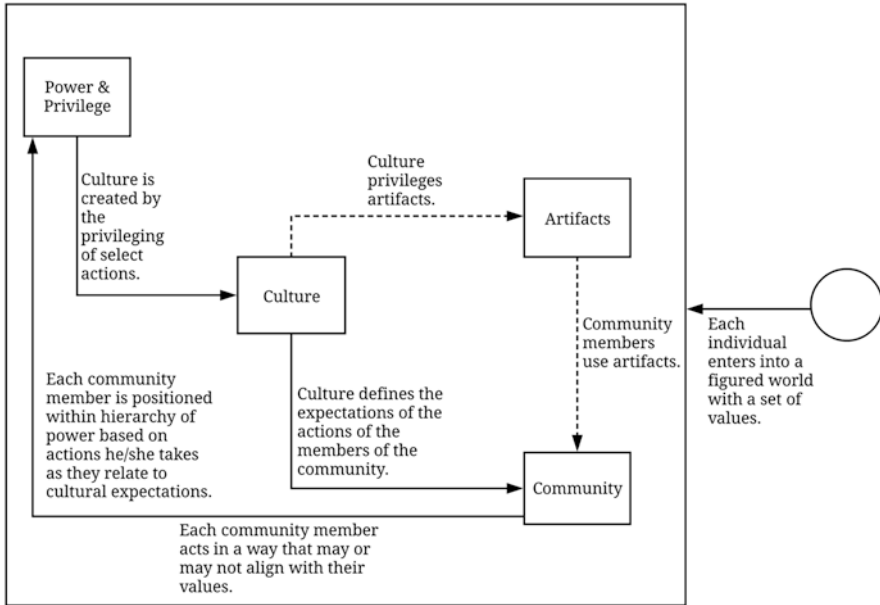 Power &
Privilege
Culture is
created by
the
privileging
of select
actions.
Culture
privileges
artifacts.
Artifacts
Culture
Community
members
use artifacts.
Each
individual
enters into a
figured world
with a set of
values.
Each community
member is positioned
within hierarchy of
power based on
actions he/she takes
as they relate to
cultural expectations.
Culture defines the
expectations of the
actions of the
members of the
community.
Community
Each community member
acts in a way that may or
may not align with their
values.